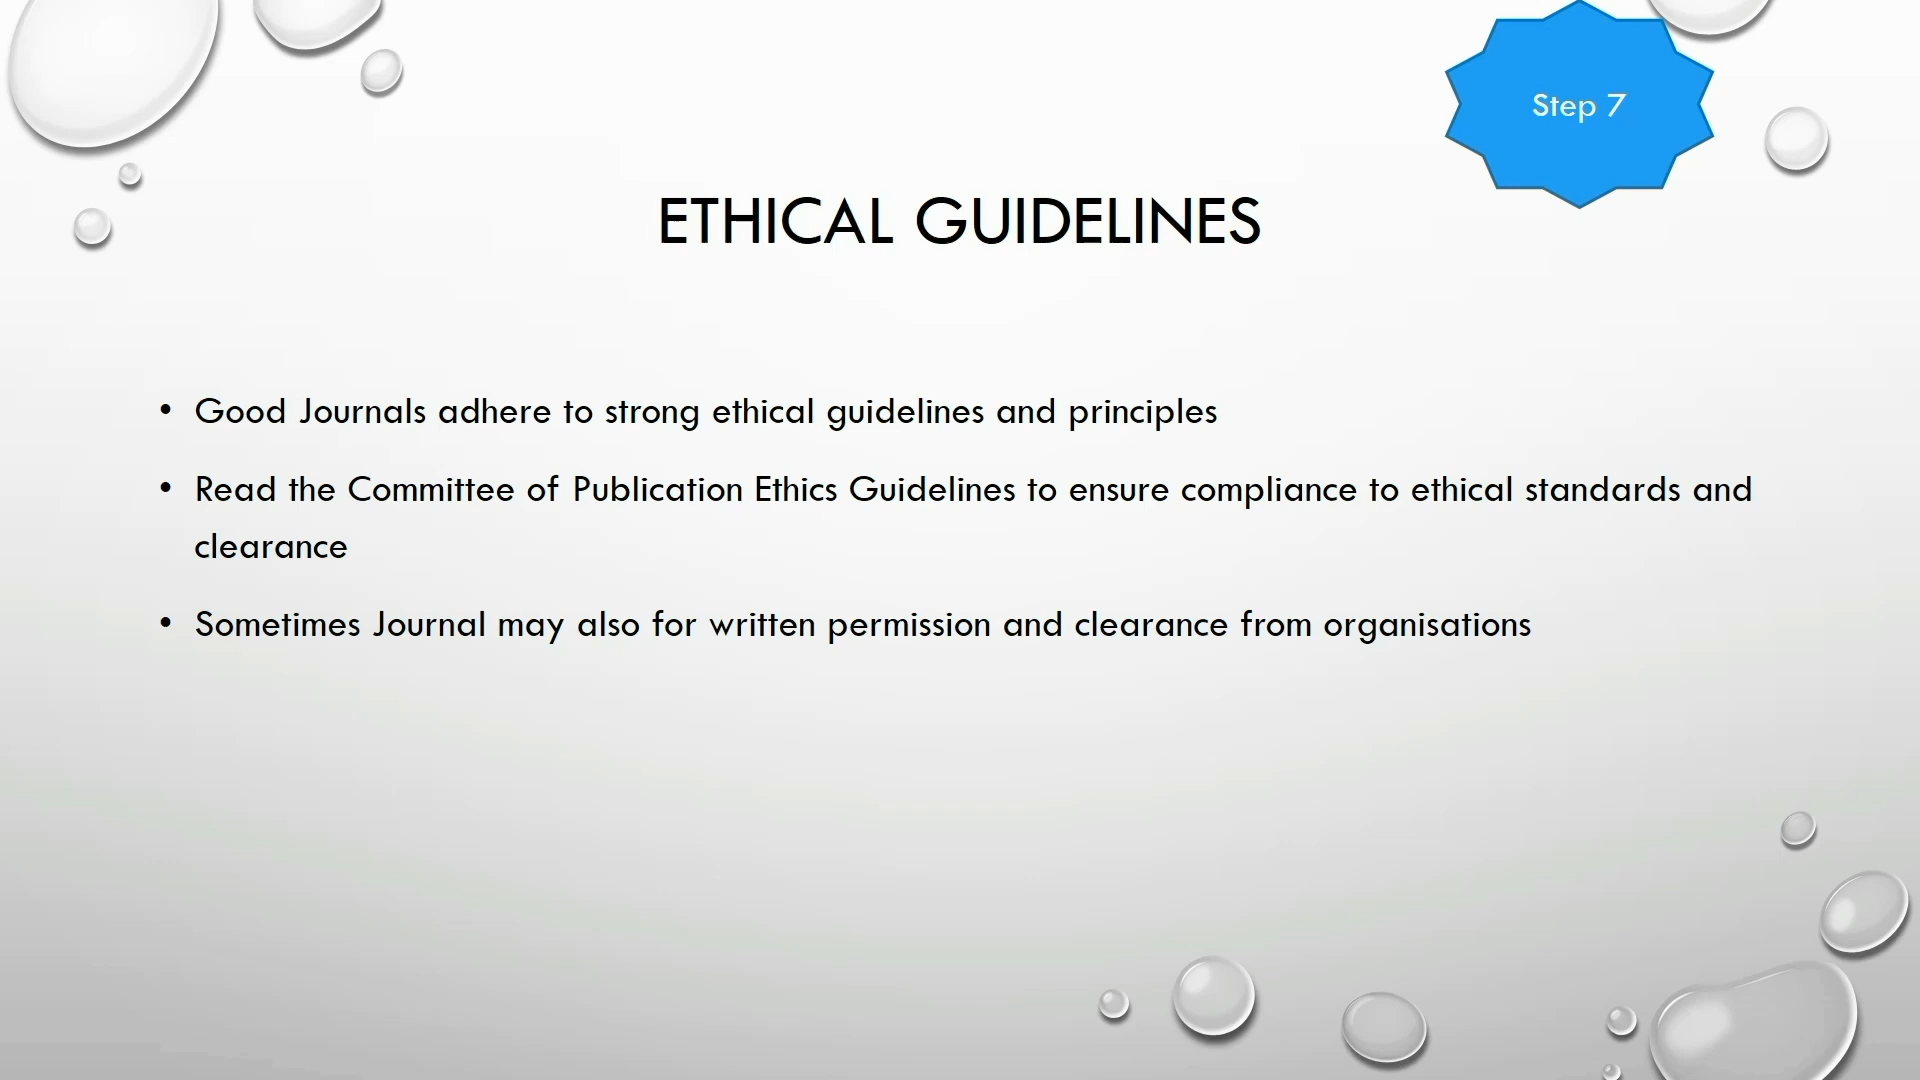 Step 7
ETHICAL GUIDELINES
• Good Journals adhere to strong ethical guidelines and principles
• Read the Committee of Publication Ethics Guidelines to ensure compliance to ethical standards and
clearance
• Sometimes Journal may also for written permission and clearance from organisations